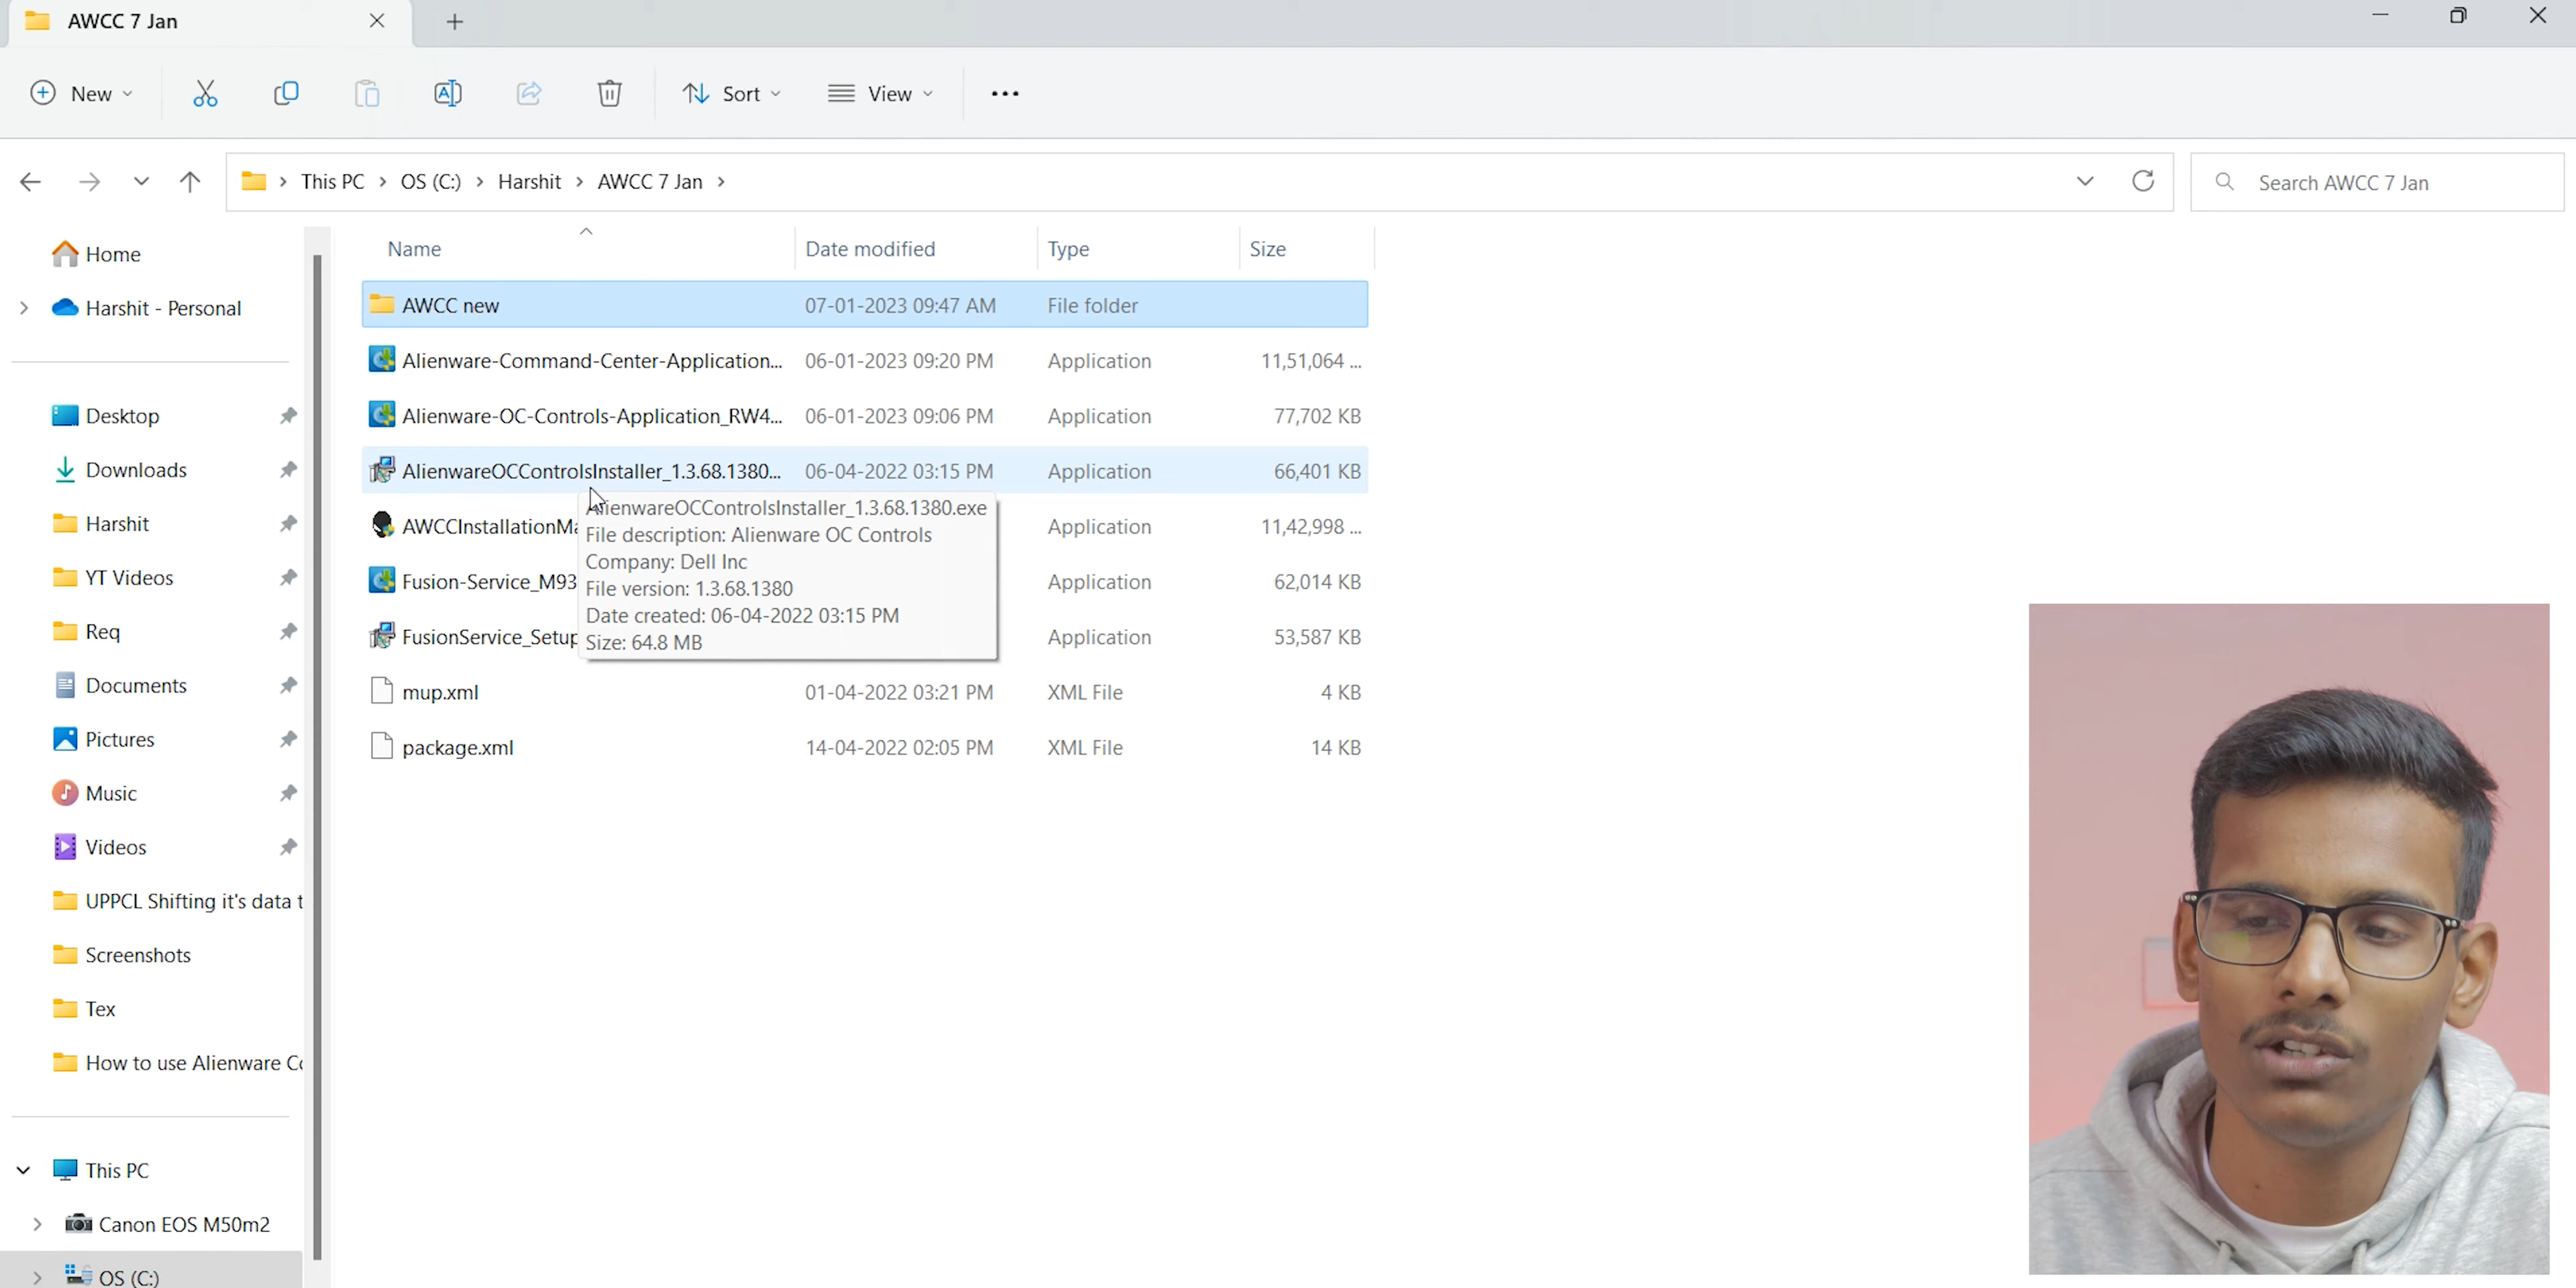 AWCC 7 Jan
New
Sort
View
This PC > OS (C:) > Harshit > AWCC 7 Jan >
Search AWCC 7 Jan
Home
Harshit - Personal
Desktop
Downloads
Harshit
YT Videos
Req
Documents
Pictures
Music
Videos
UPPCL Shifting it's data t
Screenshots
Tex
How to use Alienware
This PC
Canon EOS M50m2
OS (C:)
Name Date modified Type Size
AWCC new 07-01-2023 09:47 AM File folder
Alienware-Command-Center-Application... 06-01-2023 09:20 PM Application 11,51,064 ...
Alienware-OC-Controls-Application_RW4... 06-01-2023 09:06 PM Application 77,702 KB
AlienwareOCControlsInstaller_1.3.68.1380... 06-04-2022 03:15 PM Application 66,401 KB
AWCCInstallationMa Application 11,42,998 ...
Fusion-Service_M93 Application 62,014 KB
FusionService_Setup Application 53,587 KB
mup.xml 01-04-2022 03:21 PM XML File 4 KB
package.xml 14-04-2022 02:05 PM XML File 14 KB
AlienwareOCControlsInstaller_1.3.68.1380.exe
File description: Alienware OC Controls
Company: Dell Inc
File version: 1.3.68.1380
Date created: 06-04-2022 03:15 PM
Size: 64.8 MB